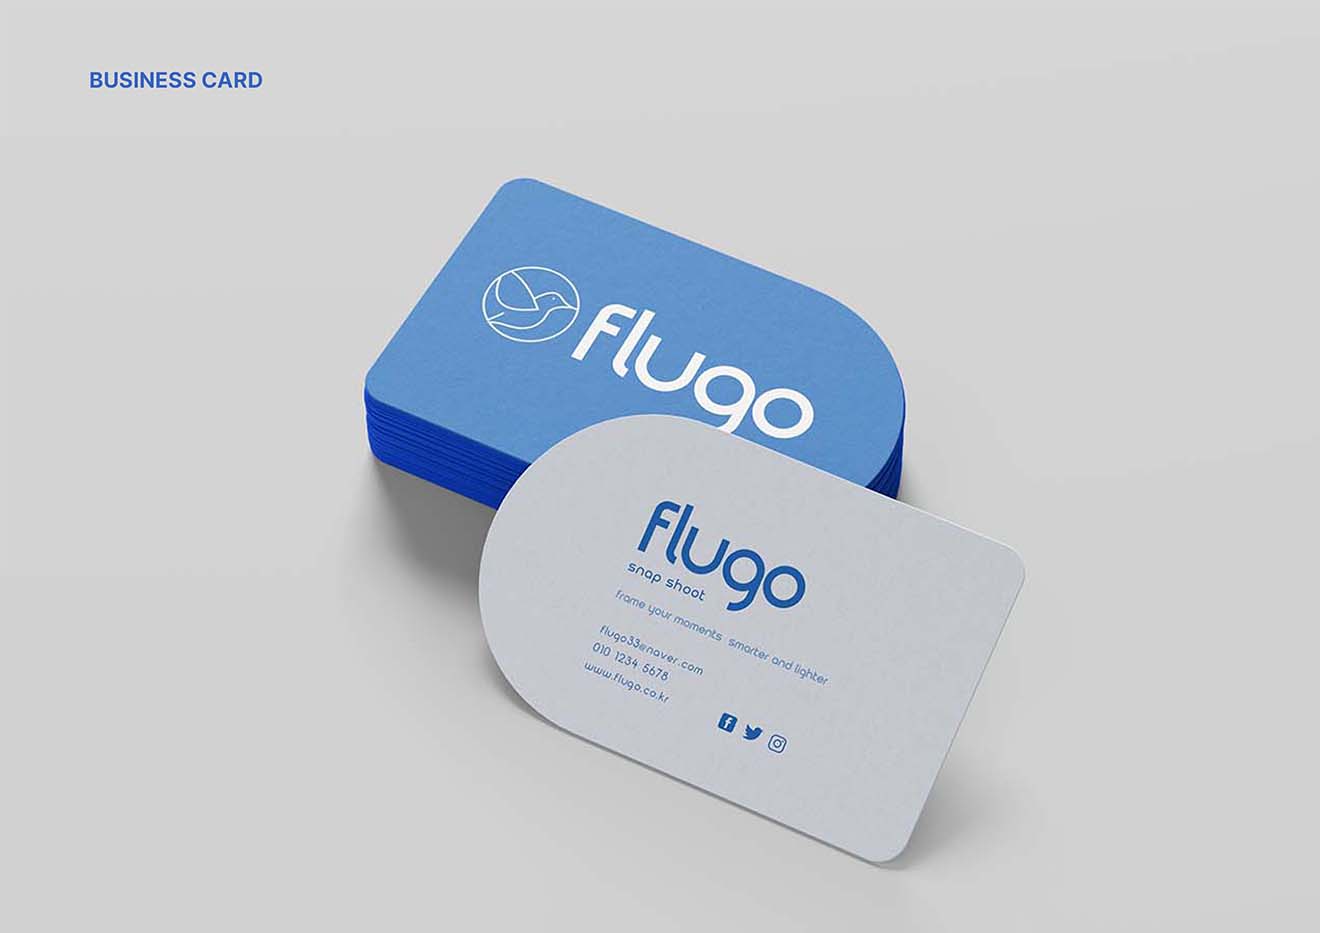 BUSINESS CARD
flugo
flugo
snap shoot
frame your moments smarter and lighter
flugo33@naver.com
010 1234 5678
www.flugo.co.kr